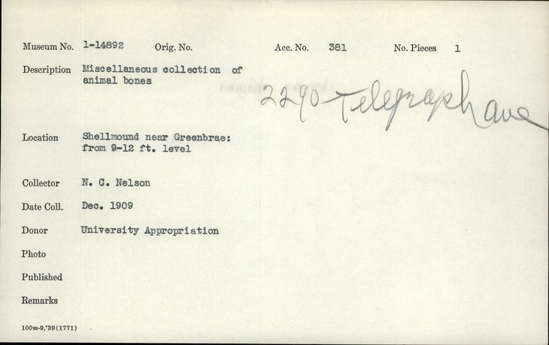 Museum No. 1-14892 Orig. No. Acc. No. 381 No. Pieces 1
Description Miscellaneous collection of
animal bones
2290 Telegraph ave
Location Shellmound near Greenbrae:
from 9-12 ft. level
Collector N. C. Nelson
Date Coll. Dec. 1909
Donor University Appropriation
Photo
Published
Remarks
100m-9,'39(1771)